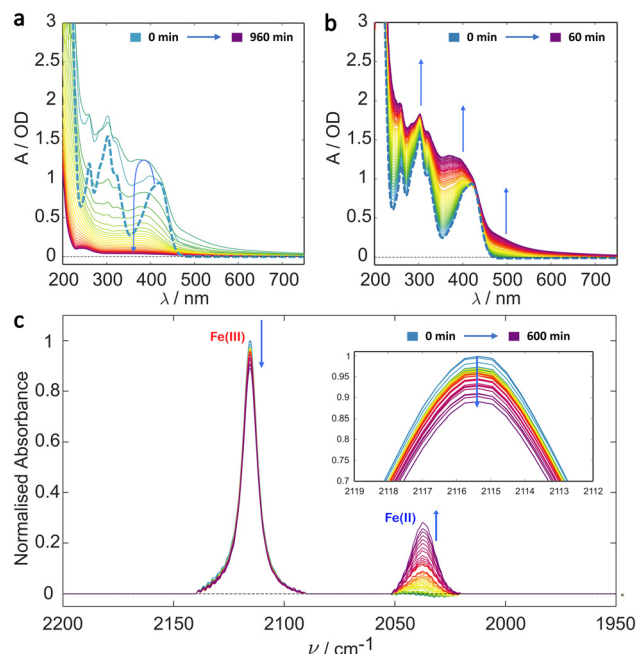 a
0 min
960 min
A / OD
3
2.5
2
1.5
1
0.5
0
200 300 400 500 600 700
λ / nm
b
0 min
60 min
A / OD
3
2.5
2
1.5
1
0.5
0
200 300 400 500 600 700
λ / nm
c
Fe(III)
0 min
600 min
1
0.95
0.9
0.85
0.8
0.75
0.7
2119 2118 2117 2116 2115 2114 2113 2112
Fe(II)
Normalised Absorbance
1
0.8
0.6
0.4
0.2
0
2200 2150 2100 2050 2000 1950
ν / cm-1